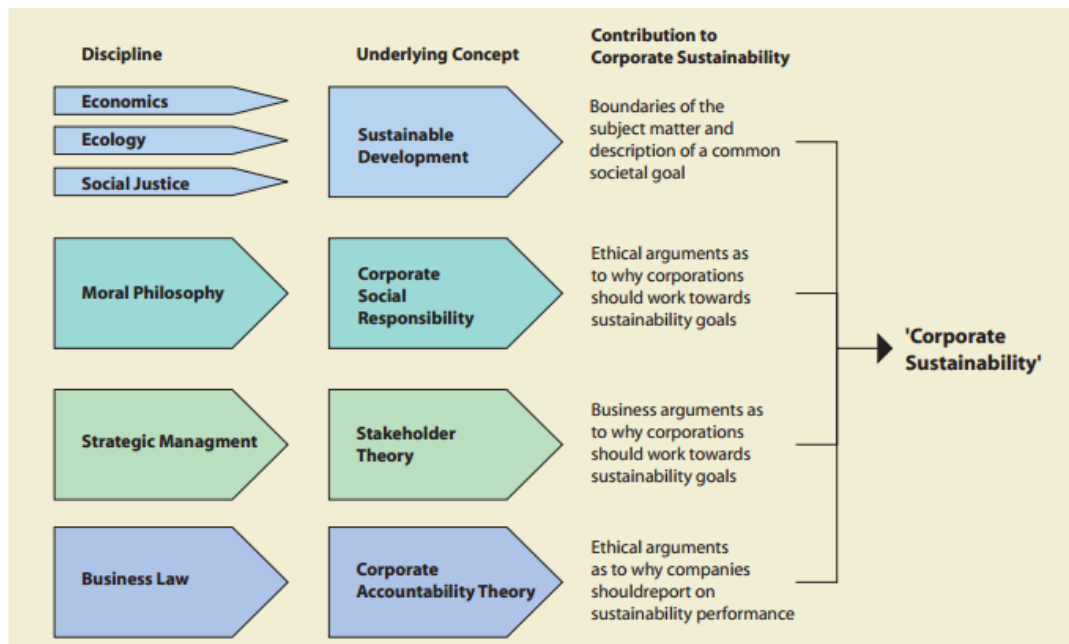 Discipline
Underlying Concept
Contribution to
Corporate Sustainability
Economics
Ecology
Social Justice
Sustainable
Development
Boundaries of the
subject matter and
description of a common
societal goal
Moral Philosophy
Corporate
Social
Responsibility
Ethical arguments as
to why corporations
should work towards
sustainability goals
'Corporate
Sustainability'
Strategic Managment
Stakeholder
Theory
Business arguments as
to why corporations
should work towards
sustainability goals
Business Law
Corporate
Accountability Theory
Ethical arguments
as to why companies
shouldreport on
sustainability performance